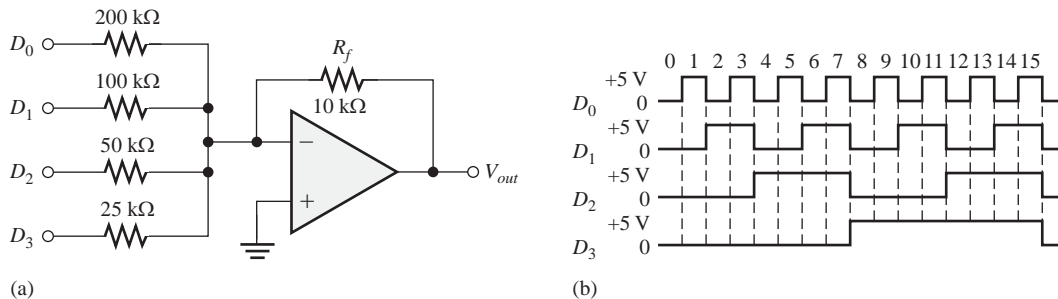 200 kΩ
D0
100 kΩ
D1
50 kΩ
D2
25 kΩ
D3
Rf
10 kΩ
−
+
Vout
(a)
0 1 2 3 4 5 6 7 8 9 10 11 12 13 14 15
+5 V
D0 0
+5 V
D1 0
+5 V
D2 0
+5 V
D3 0
(b)